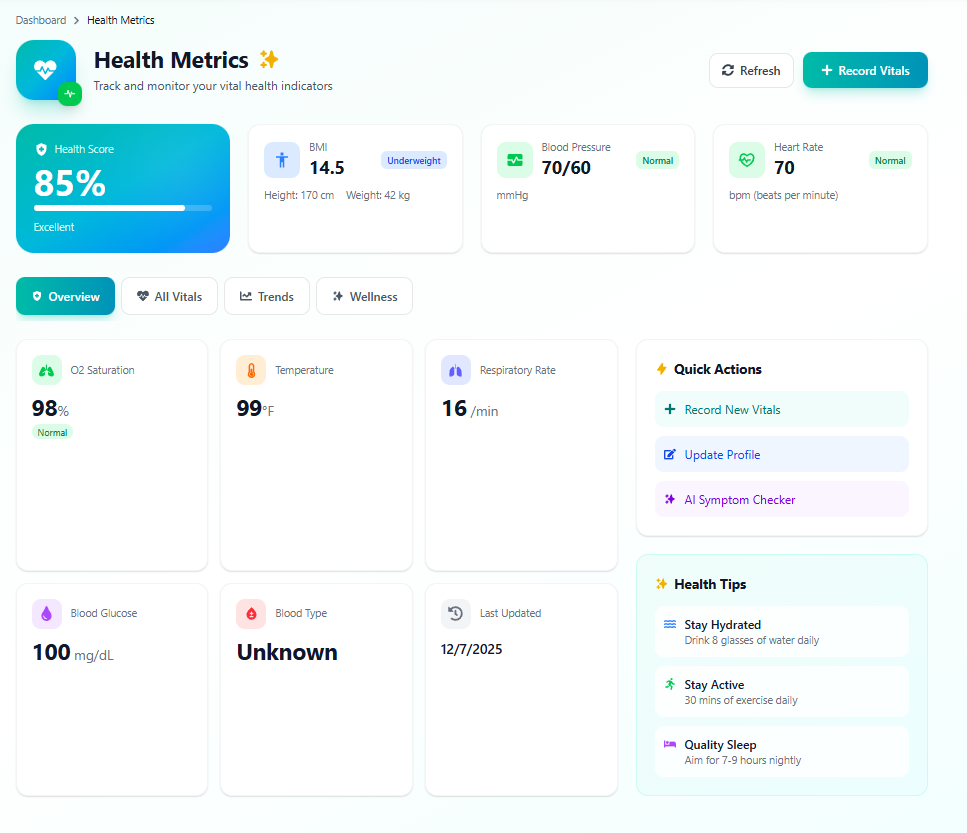 Dashboard > Health Metrics
Health Metrics
Track and monitor your vital health indicators
Refresh
Record Vitals
Health Score
85%
Excellent
BMI
14.5
Underweight
Height: 170 cm Weight: 42 kg
Blood Pressure
70/60
Normal
mmHg
Heart Rate
70
Normal
bpm (beats per minute)
Overview
All Vitals
Trends
Wellness
O2 Saturation
98%
Normal
Temperature
99°F
Respiratory Rate
16 /min
Blood Glucose
100 mg/dL
Blood Type
Unknown
Last Updated
12/7/2025
Quick Actions
Record New Vitals
Update Profile
AI Symptom Checker
Health Tips
Stay Hydrated
Drink 8 glasses of water daily
Stay Active
30 mins of exercise daily
Quality Sleep
Aim for 7-9 hours nightly